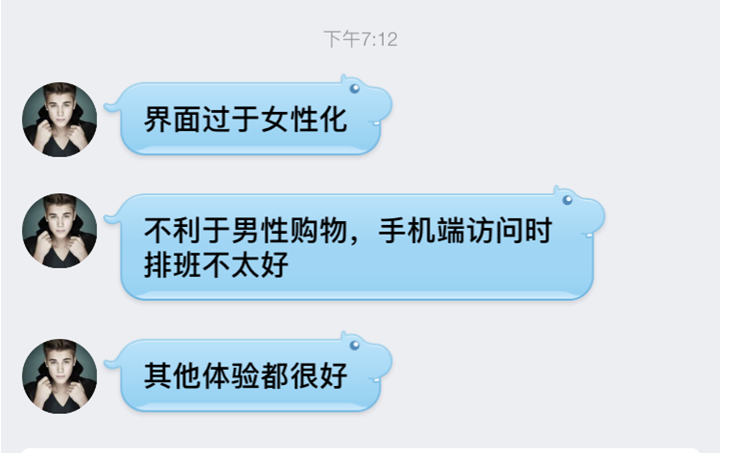 下午7:12
界面过于女性化
不利于男性购物，手机端访问时
排班不太好
其他体验都很好